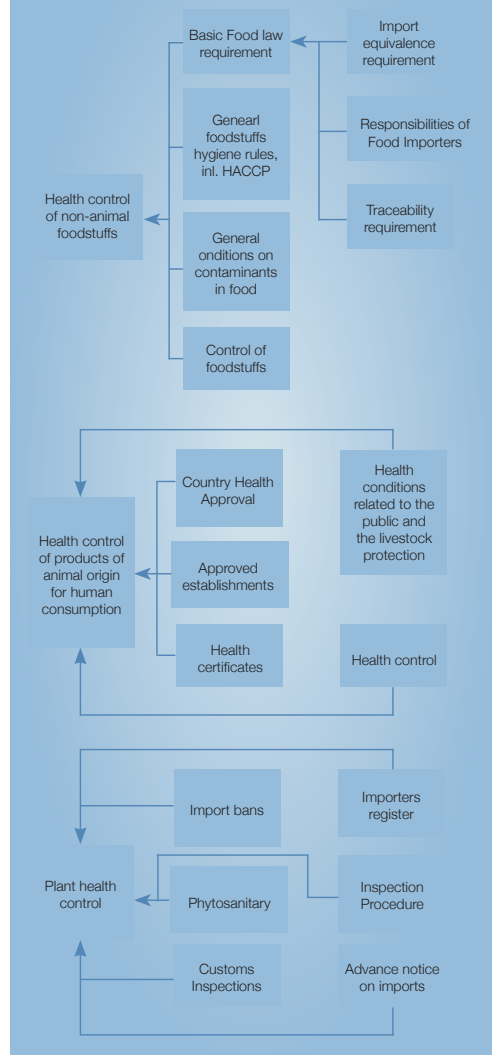 Basic Food law
requirement
Import
equivalence
requirement
Genearl
foodstuffs
hygiene rules,
inl. HACCP
Responsibilities of
Food Importers
Health control
of non-animal
foodstuffs
Traceability
requirement
General
onditions on
contaminants
in food
Control of
foodstuffs
Country Health
Approval
Health
conditions
related to the
public and
the livestock
protection
Health control
of products of
animal origin
for human
consumption
Approved
establishments
Health
certificates
Health control
Import bans
Importers
register
Plant health
control
Phytosanitary
Inspection
Procedure
Customs
Inspections
Advance notice
on imports